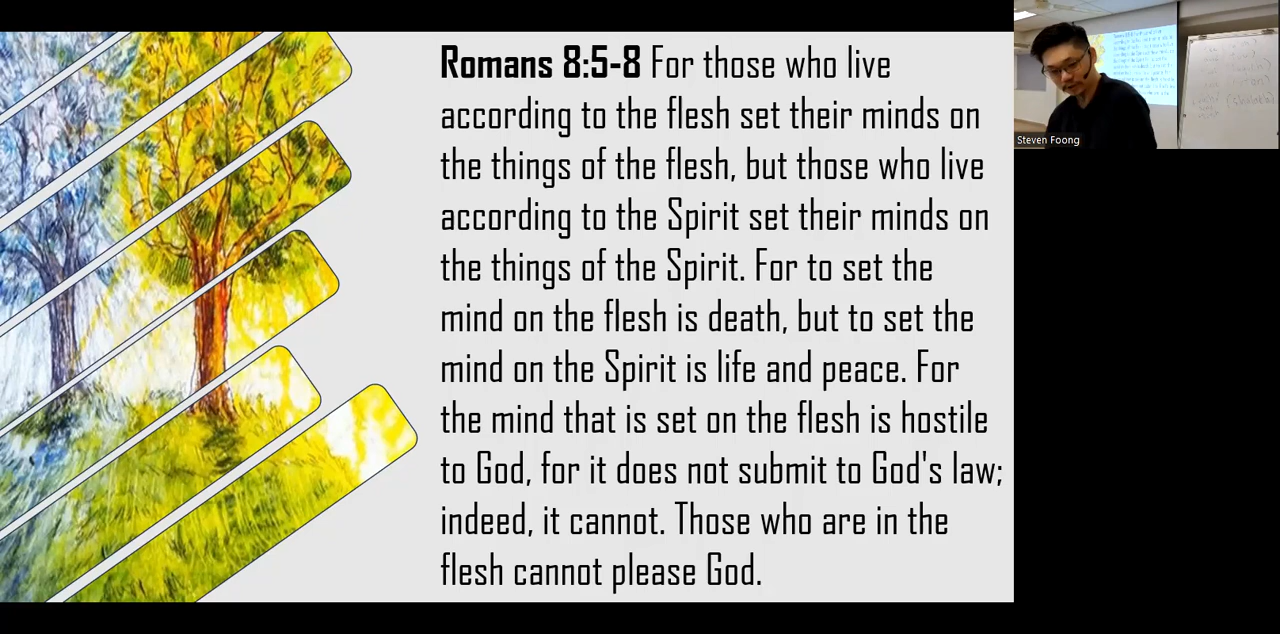 Romans 8:5-8 For those who live
according to the flesh set their minds on
the things of the flesh, but those who live
according to the Spirit set their minds on
the things of the Spirit. For to set the
mind on the flesh is death, but to set the
mind on the Spirit is life and peace. For
the mind that is set on the flesh is hostile
to God, for it does not submit to God's law;
indeed, it cannot. Those who are in the
flesh cannot please God.
Steven Foong